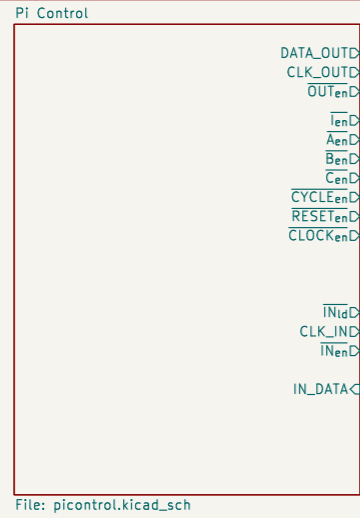 Pi Control
DATA_OUT
CLK_OUT
OUTen
Ien
Aen
Ben
Cen
CYCLEen
RESETen
CLOCKen
INld
CLK_IN
INen
IN_DATA
File: picontrol.kicad_sch